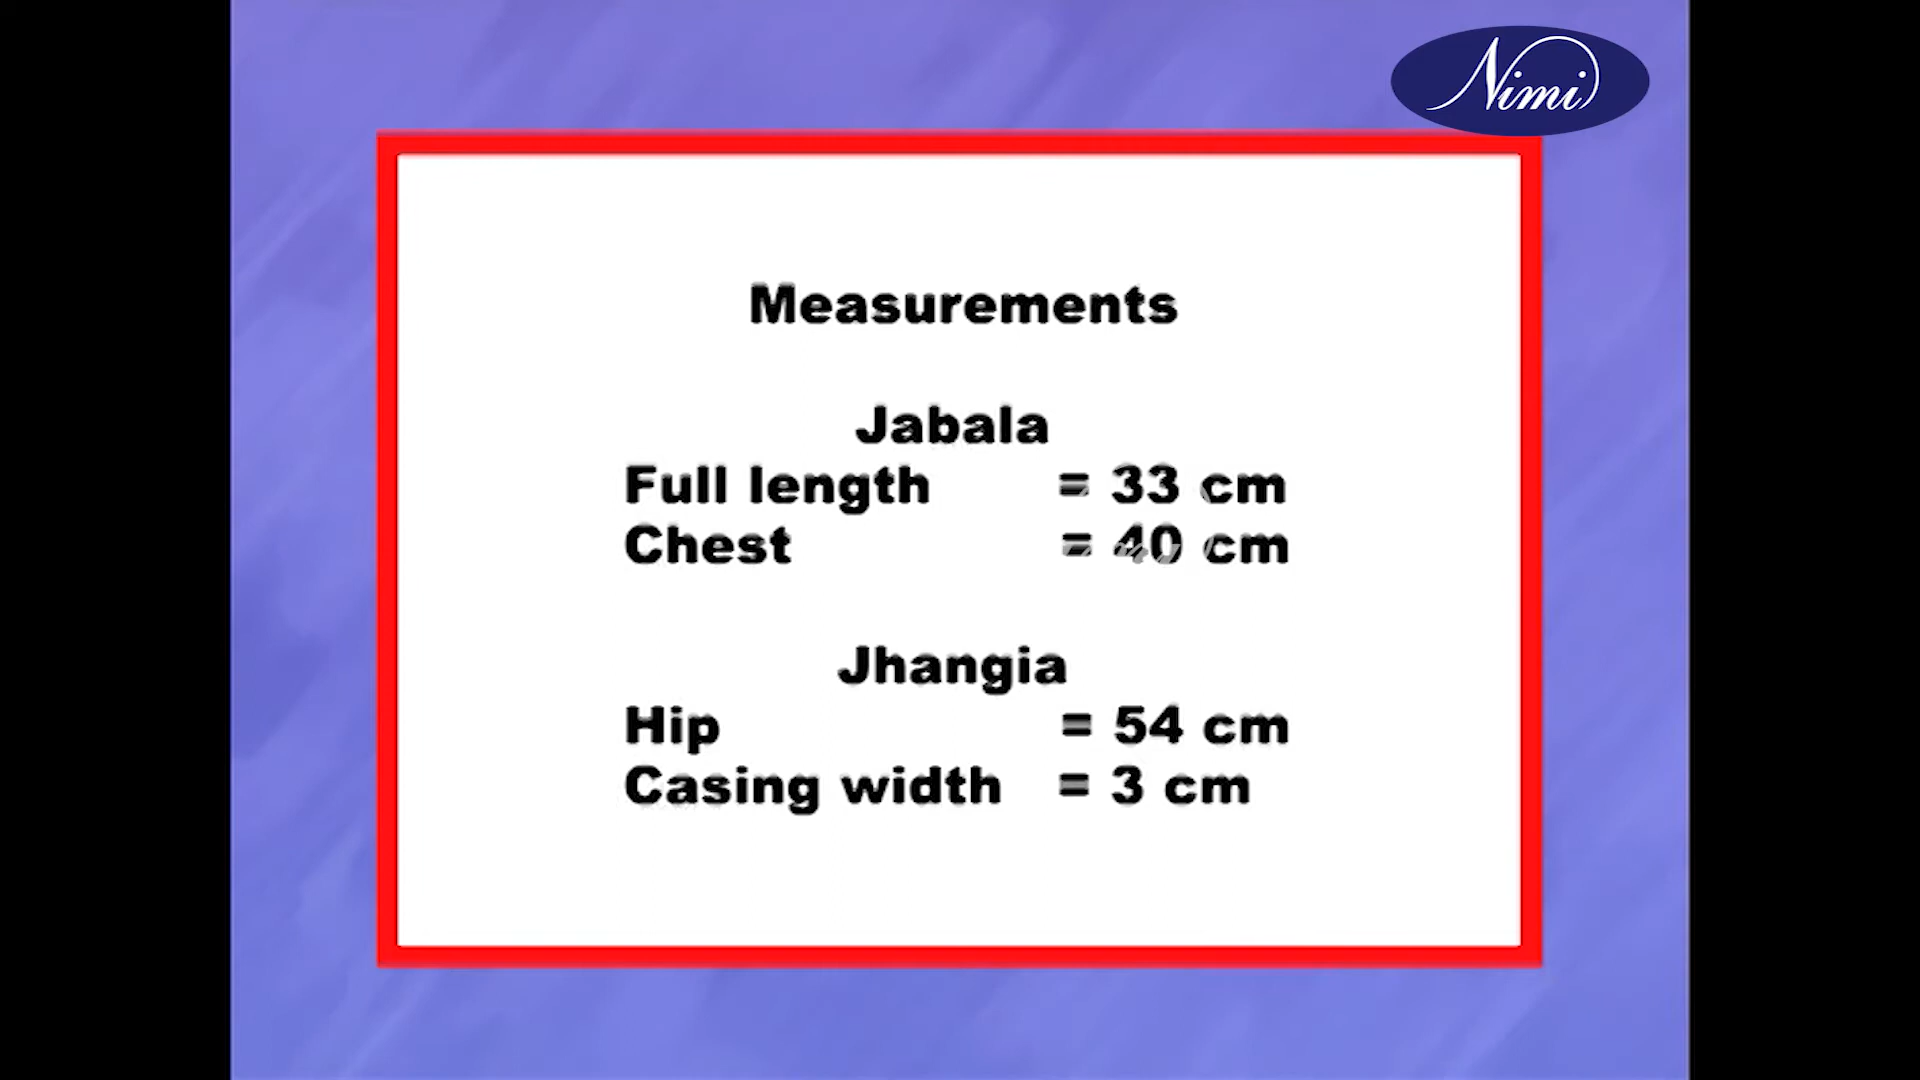 Nimi
Measurements
Jabala
Full length = 33 cm
Chest = 40 cm
Jhangia
Hip = 54 cm
Casing width = 3 cm